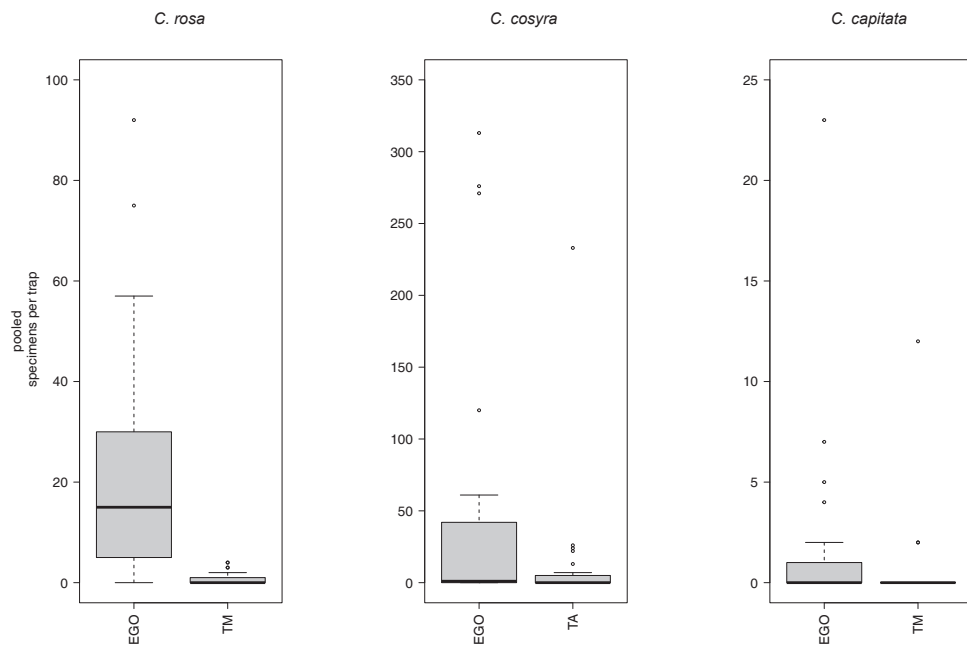 C. rosa
C. cosyra
C. capitata
pooled
specimens per trap
100
80
60
40
20
0
EGO
TM
350
300
250
200
150
100
50
0
EGO
TA
25
20
15
10
5
0
EGO
TM